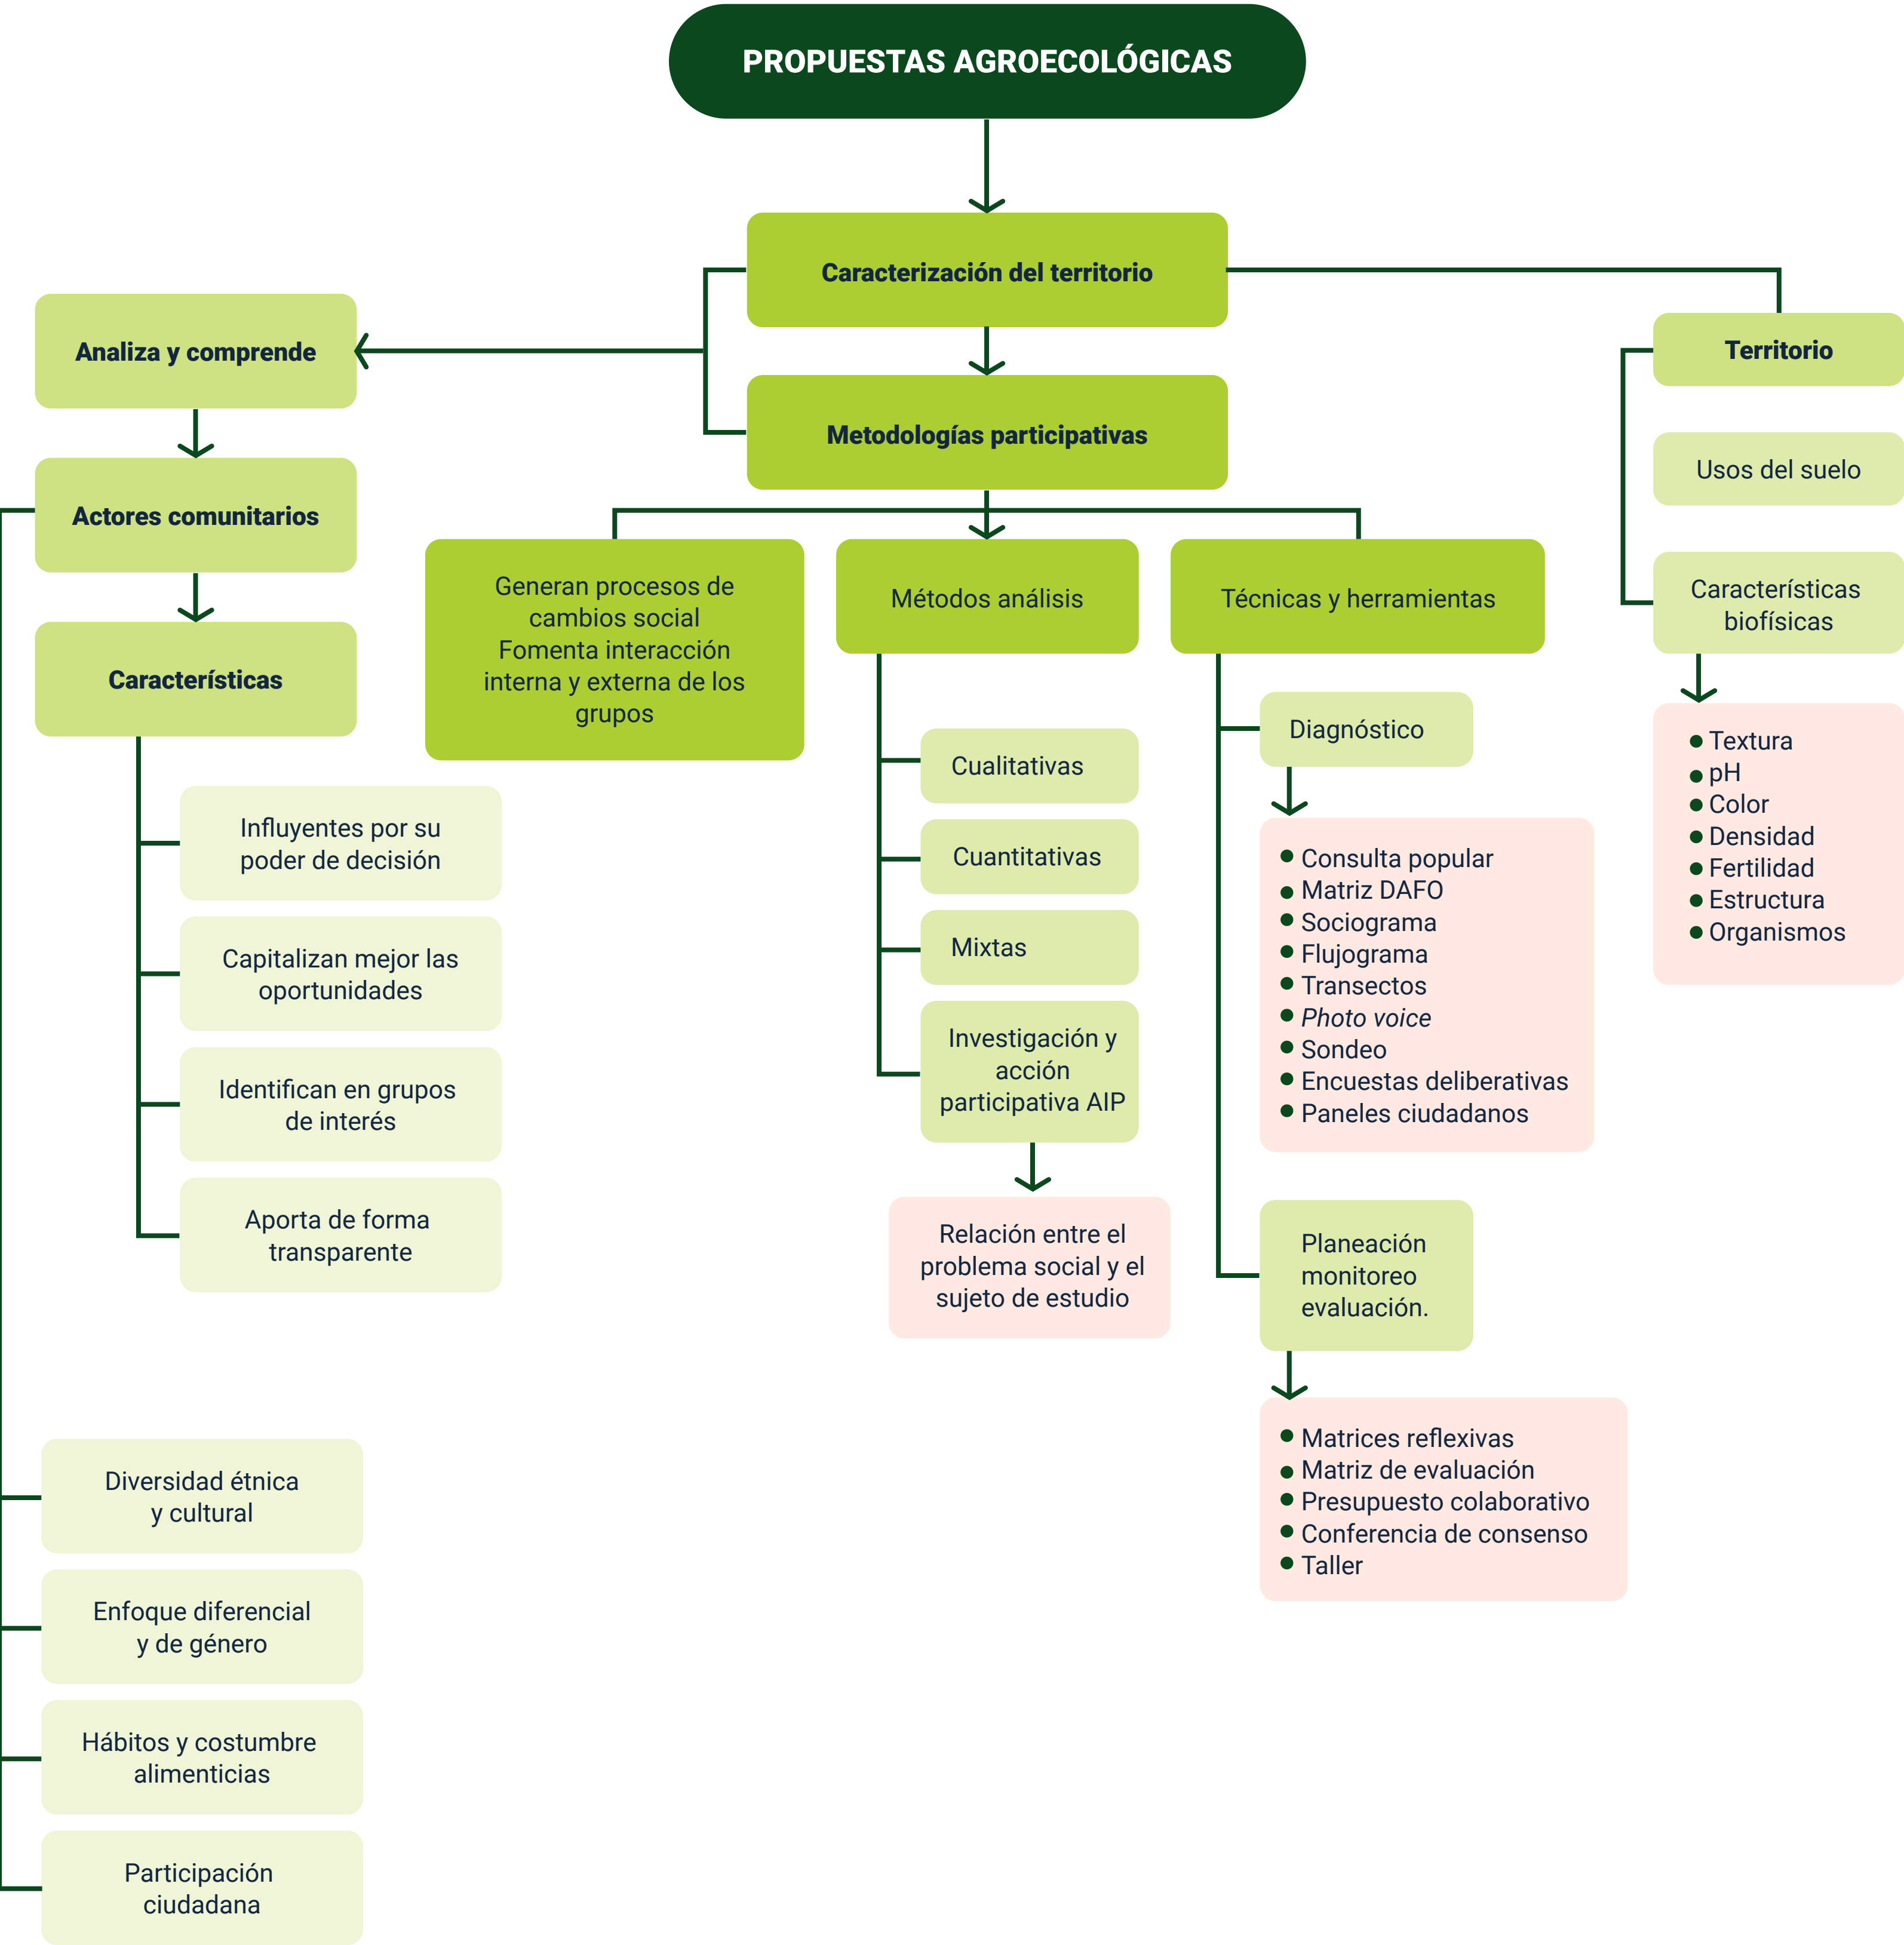 PROPUESTAS AGROECOLÓGICAS
Caracterización del territorio
Metodologías participativas
Analiza y comprende
Actores comunitarios
Características
Influyentes por su
poder de decisión
Capitalizan mejor las
oportunidades
Identifican en grupos
de interés
Aporta de forma
transparente
Diversidad étnica
y cultural
Enfoque diferencial
y de género
Hábitos y costumbre
alimenticias
Participación
ciudadana
Generan procesos de
cambios social
Fomenta interacción
interna y externa de los
grupos
Métodos análisis
Cualitativas
Cuantitativas
Mixtas
Investigación y
acción
participativa AIP
Relación entre el
problema social y el
sujeto de estudio
Técnicas y herramientas
Diagnóstico
Consulta popular
Matriz DAFO
Sociograma
Flujograma
Transectos
Photo voice
Sondeo
Encuestas deliberativas
Paneles ciudadanos
Planeación
monitoreo
evaluación.
Matrices reflexivas
Matriz de evaluación
Presupuesto colaborativo
Conferencia de consenso
Taller
Territorio
Usos del suelo
Características
biofísicas
Textura
pH
Color
Densidad
Fertilidad
Estructura
Organismos